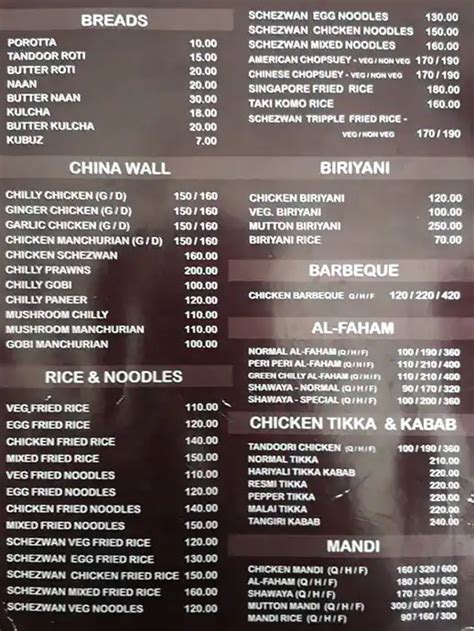 BREADS
POROTTA 10.00
TANDOOR ROTI 15.00
BUTTER ROTI 20.00
NAAN 20.00
BUTTER NAAN 30.00
KULCHA 18.00
BUTTER KULCHA 20.00
KUBUZ 7.00
CHINA WALL
CHILLY CHICKEN (G / D) 150 / 160
GINGER CHICKEN (G / D) 150 / 160
GARLIC CHICKEN (G / D) 150 / 160
CHICKEN MANCHURIAN (G / D) 150 / 160
CHICKEN SCHEZWAN 160.00
CHILLY PRAWNS 200.00
CHILLY GOBI 100.00
CHILLY PANEER 120.00
MUSHROOM CHILLY 110.00
MUSHROOM MANCHURIAN 110.00
GOBI MANCHURIAN 100.00
RICE & NOODLES
VEG,FRIED RICE 110.00
EGG FRIED RICE 120.00
CHICKEN FRIED RICE 140.00
MIXED FRIED RICE 150.00
VEG FRIED NOODLES 110.00
EGG FRIED NOODLES 120.00
CHICKEN FRIED NOODLES 140.00
MIXED FRIED NOODLES 150.00
SCHEZWAN VEG FRIED RICE 120.00
SCHEZWAN EGG FRIED RICE 130.00
SCHEZWAN CHICKEN FRIED RICE 150.00
SCHEZWAN MIXED FRIED RICE 160.00
SCHEZWAN VEG NOODLES 120.00
SCHEZWAN EGG NOODLES 130.00
SCHEZWAN CHICKEN NOODLES 150.00
SCHEZWAN MIXED NOODLES 160.00
AMERICAN CHOPSUEY - VEG / NON VEG 170 / 190
CHINESE CHOPSUEY - VEG / NON VEG 170 / 190
SINGAPORE FRIED RICE 180.00
TAKI KOMO RICE 160.00
SCHEZWAN TRIPPLE FRIED RICE -
VEG / NON VEG 170 / 190
BIRIYANI
CHICKEN BIRIYANI 120.00
VEG. BIRIYANI 100.00
MUTTON BIRIYANI 250.00
BIRIYANI RICE 70.00
BARBEQUE
CHICKEN BARBEQUE Q / H / F 120 / 220 / 420
AL-FAHAM
NORMAL AL-FAHAM (Q / H / F) 100 / 190 / 360
PERI PERI AL-FAHAM (Q / H / F) 110 / 210 / 400
GREEN CHILLY AL-FAHAM (Q / H / F) 110 / 210 / 400
SHAWAYA - NORMAL (Q / H / F) 90 / 170 / 320
SHAWAYA - SPECIAL (Q / H / F) 100 / 200 / 360
CHICKEN TIKKA & KABAB
TANDOORI CHICKEN (Q / H / F) 100 / 190 / 360
NORMAL TIKKA 210.00
HARIYALI TIKKA KABAB 220.00
RESMI TIKKA 220.00
PEPPER TIKKA 220.00
MALAI TIKKA 220.00
TANGIRI KABAB 240.00
MANDI
CHICKEN MANDI ( Q / H / F ) 160 / 320 / 600
AL-FAHAM ( Q / H / F ) 180 / 340 / 650
SHAWAYA ( Q / H / F ) 170 / 330 / 640
MUTTON MANDI ( Q / H / F ) 300 / 600 / 1200
MANDI RICE ( Q / H / F ) 90/ 160 / 300